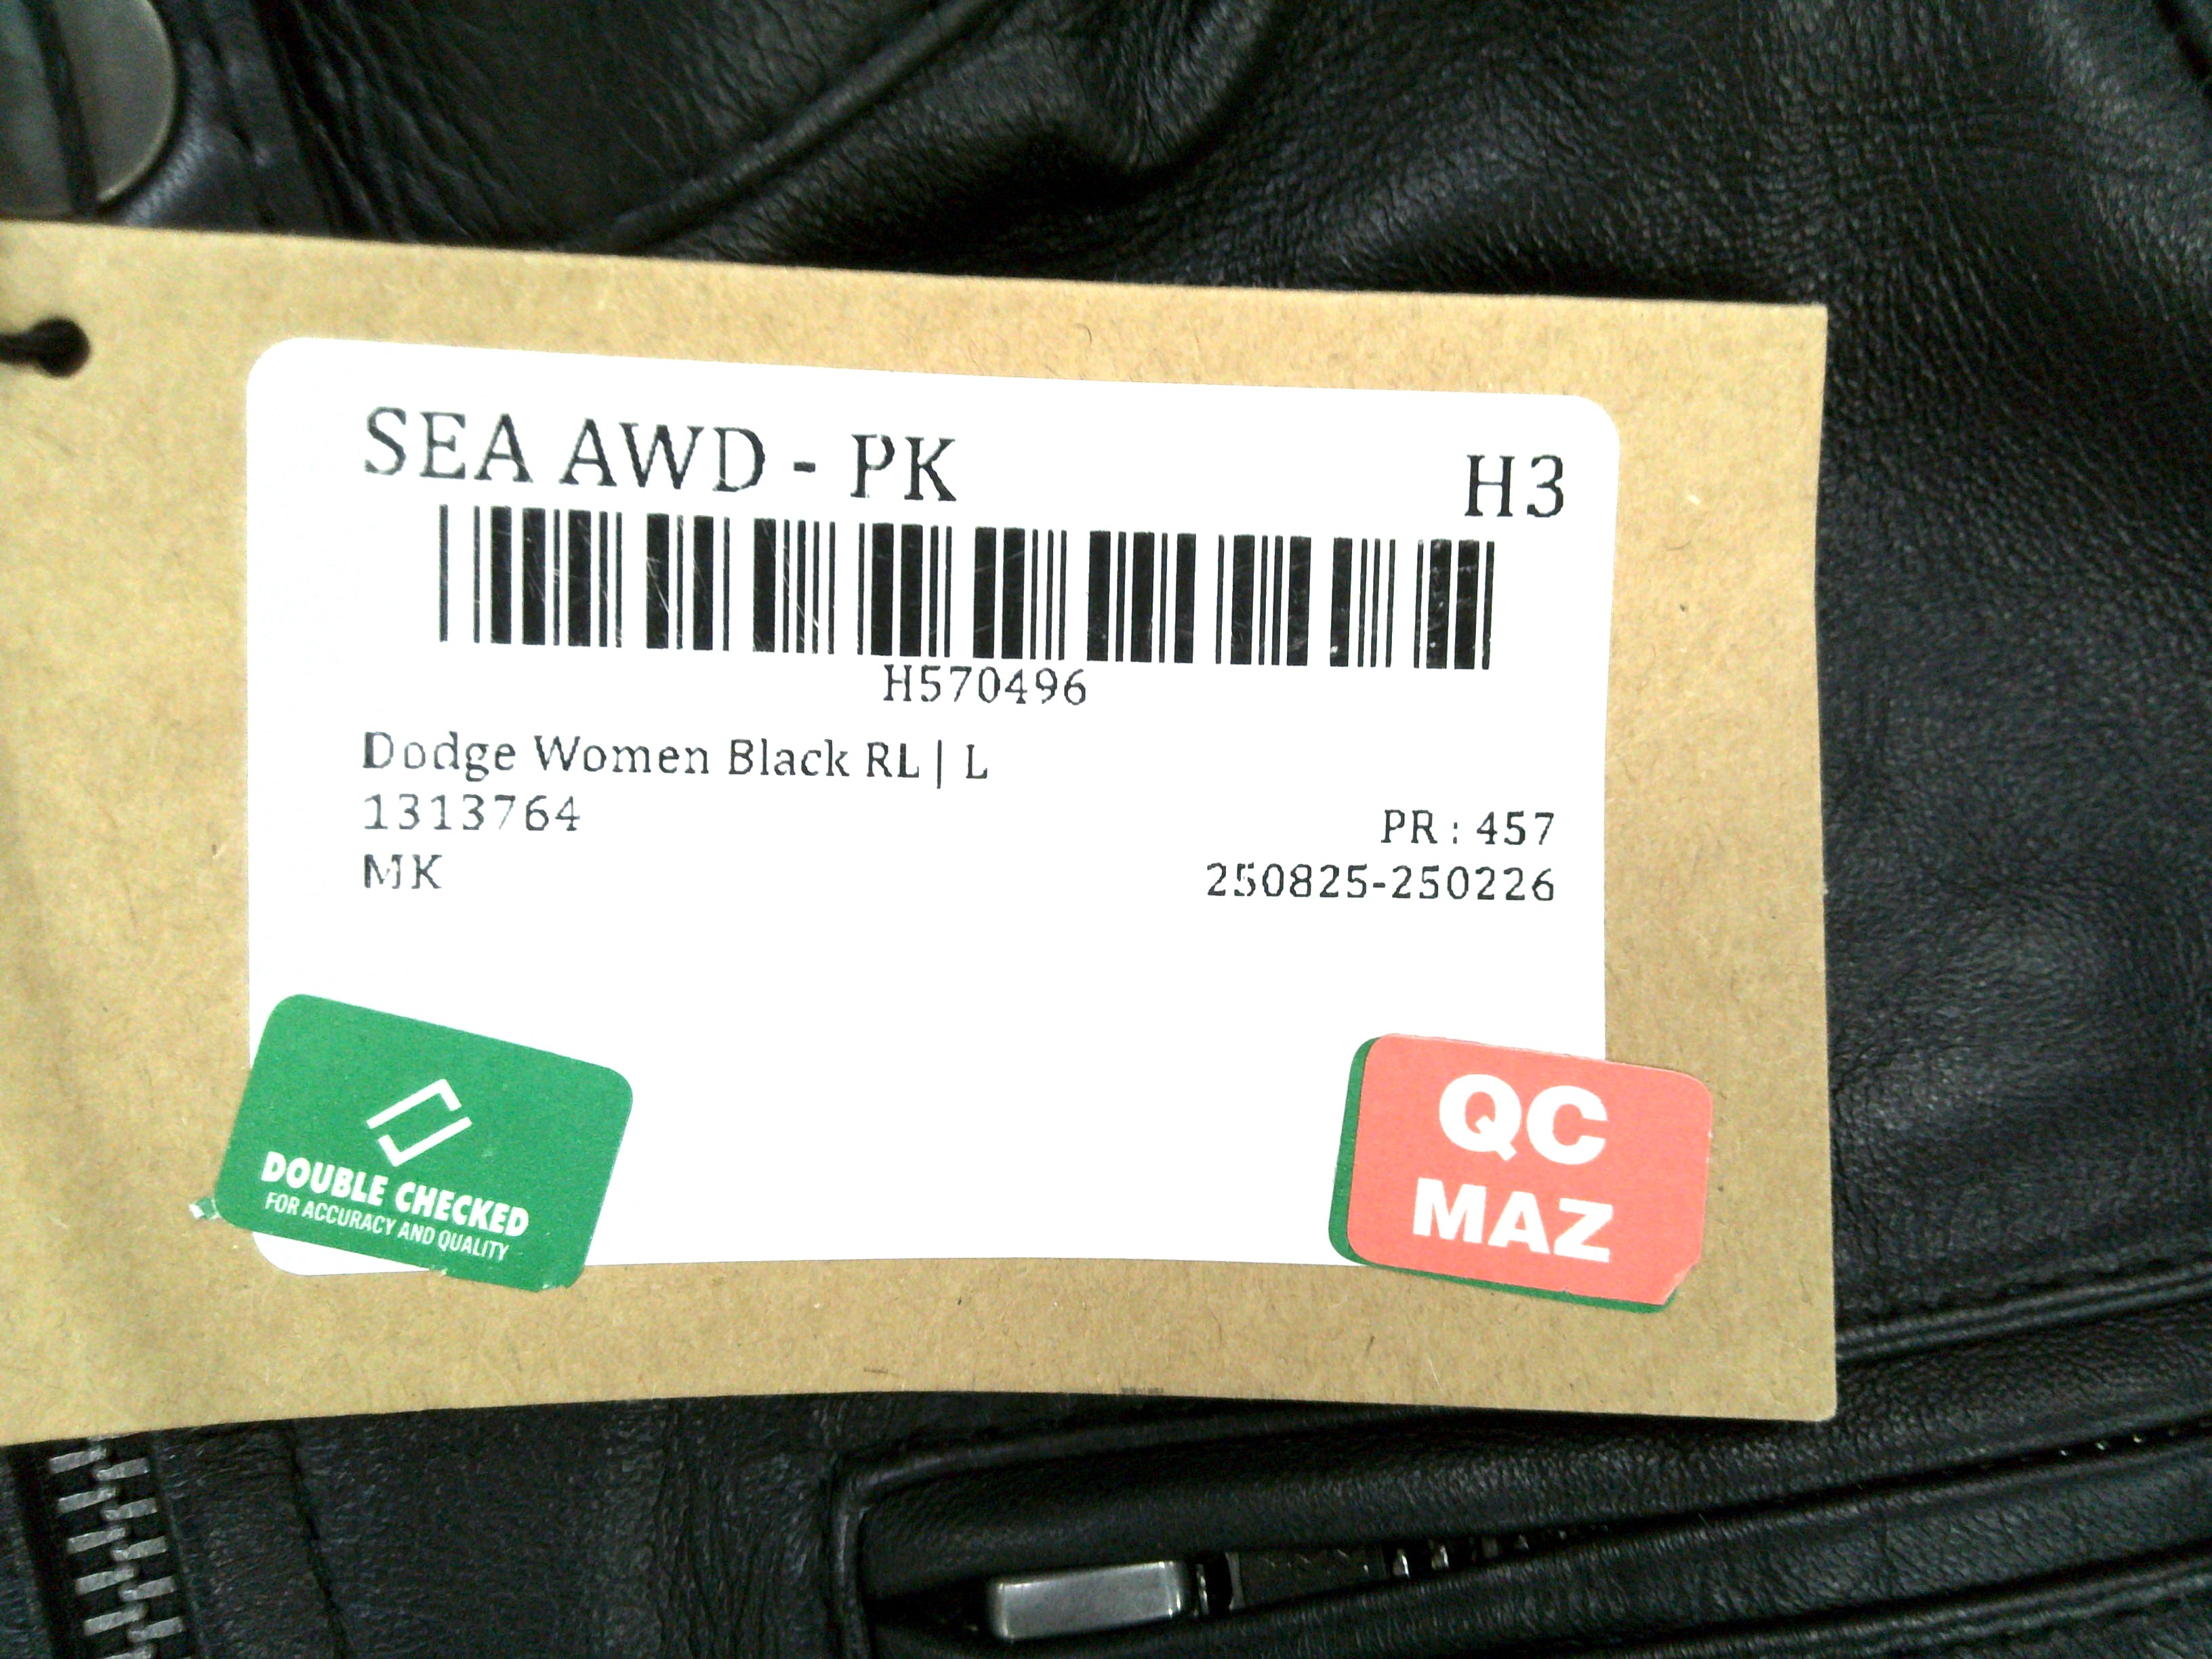 SEA AWD - PK
H3
H570496
Dodge Women Black RL | L
1313764
PR : 457
MK
250825-250226
DOUBLE CHECKED
FOR ACCURACY AND QUALITY
QC
MAZ